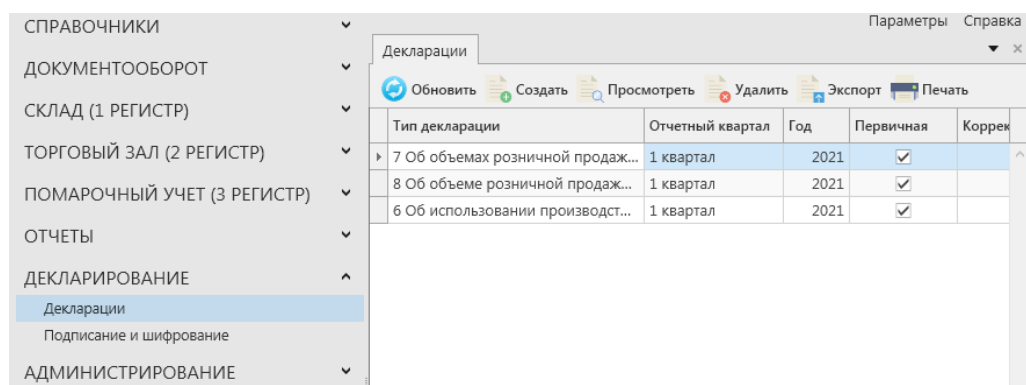 Параметры Справка
СПРАВОЧНИКИ
ДОКУМЕНТООБОРОТ
СКЛАД (1 РЕГИСТР)
ТОРГОВЫЙ ЗАЛ (2 РЕГИСТР)
ПОМАРОЧНЫЙ УЧЕТ (3 РЕГИСТР)
ОТЧЕТЫ
ДЕКЛАРИРОВАНИЕ
Декларации
Подписание и шифрование
АДМИНИСТРИРОВАНИЕ
Декларации
Обновить Создать Просмотреть Удалить Экспорт Печать
Тип декларации Отчетный квартал Год Первичная Коррек
7 Об объемах розничной продаж... 1 квартал 2021
8 Об объеме розничной продаж... 1 квартал 2021
6 Об использовании производст... 1 квартал 2021